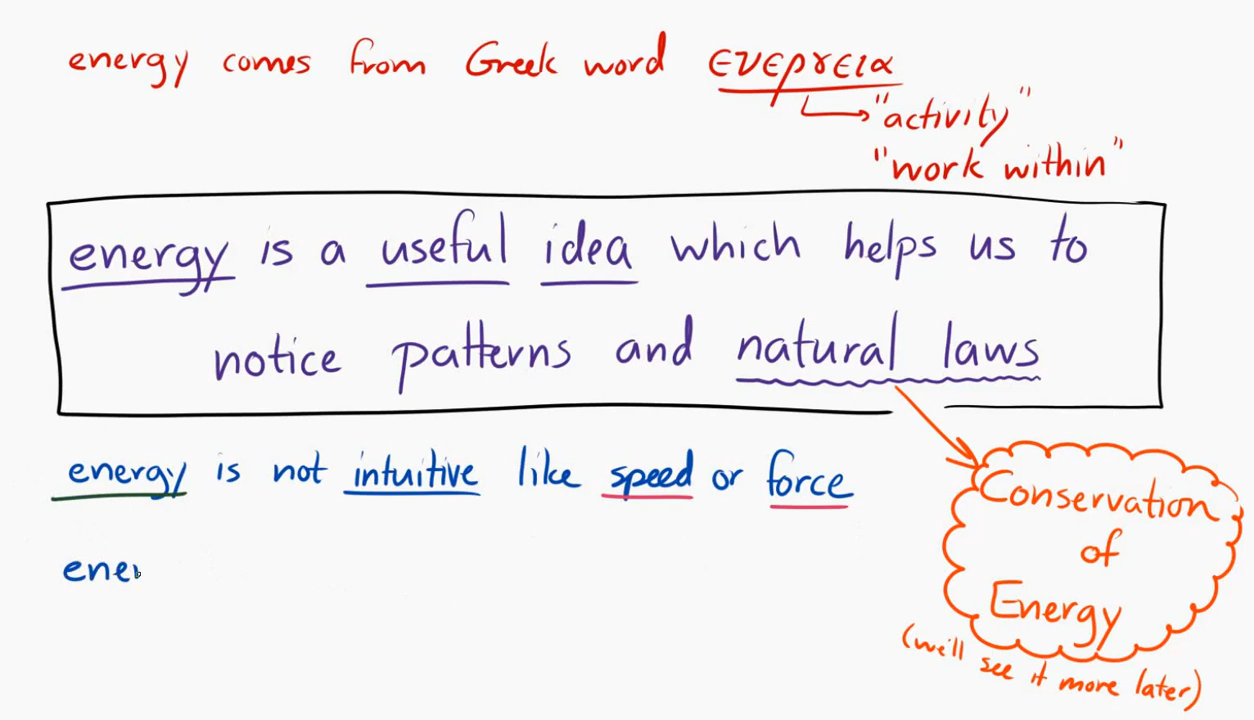 energy comes from Greek word ενεργεια
"activity"
"work within"
energy is a useful idea which helps us to
notice patterns and natural laws
energy is not intuitive like speed or force
ener
Conservation
of
Energy
(we'll see it more later)